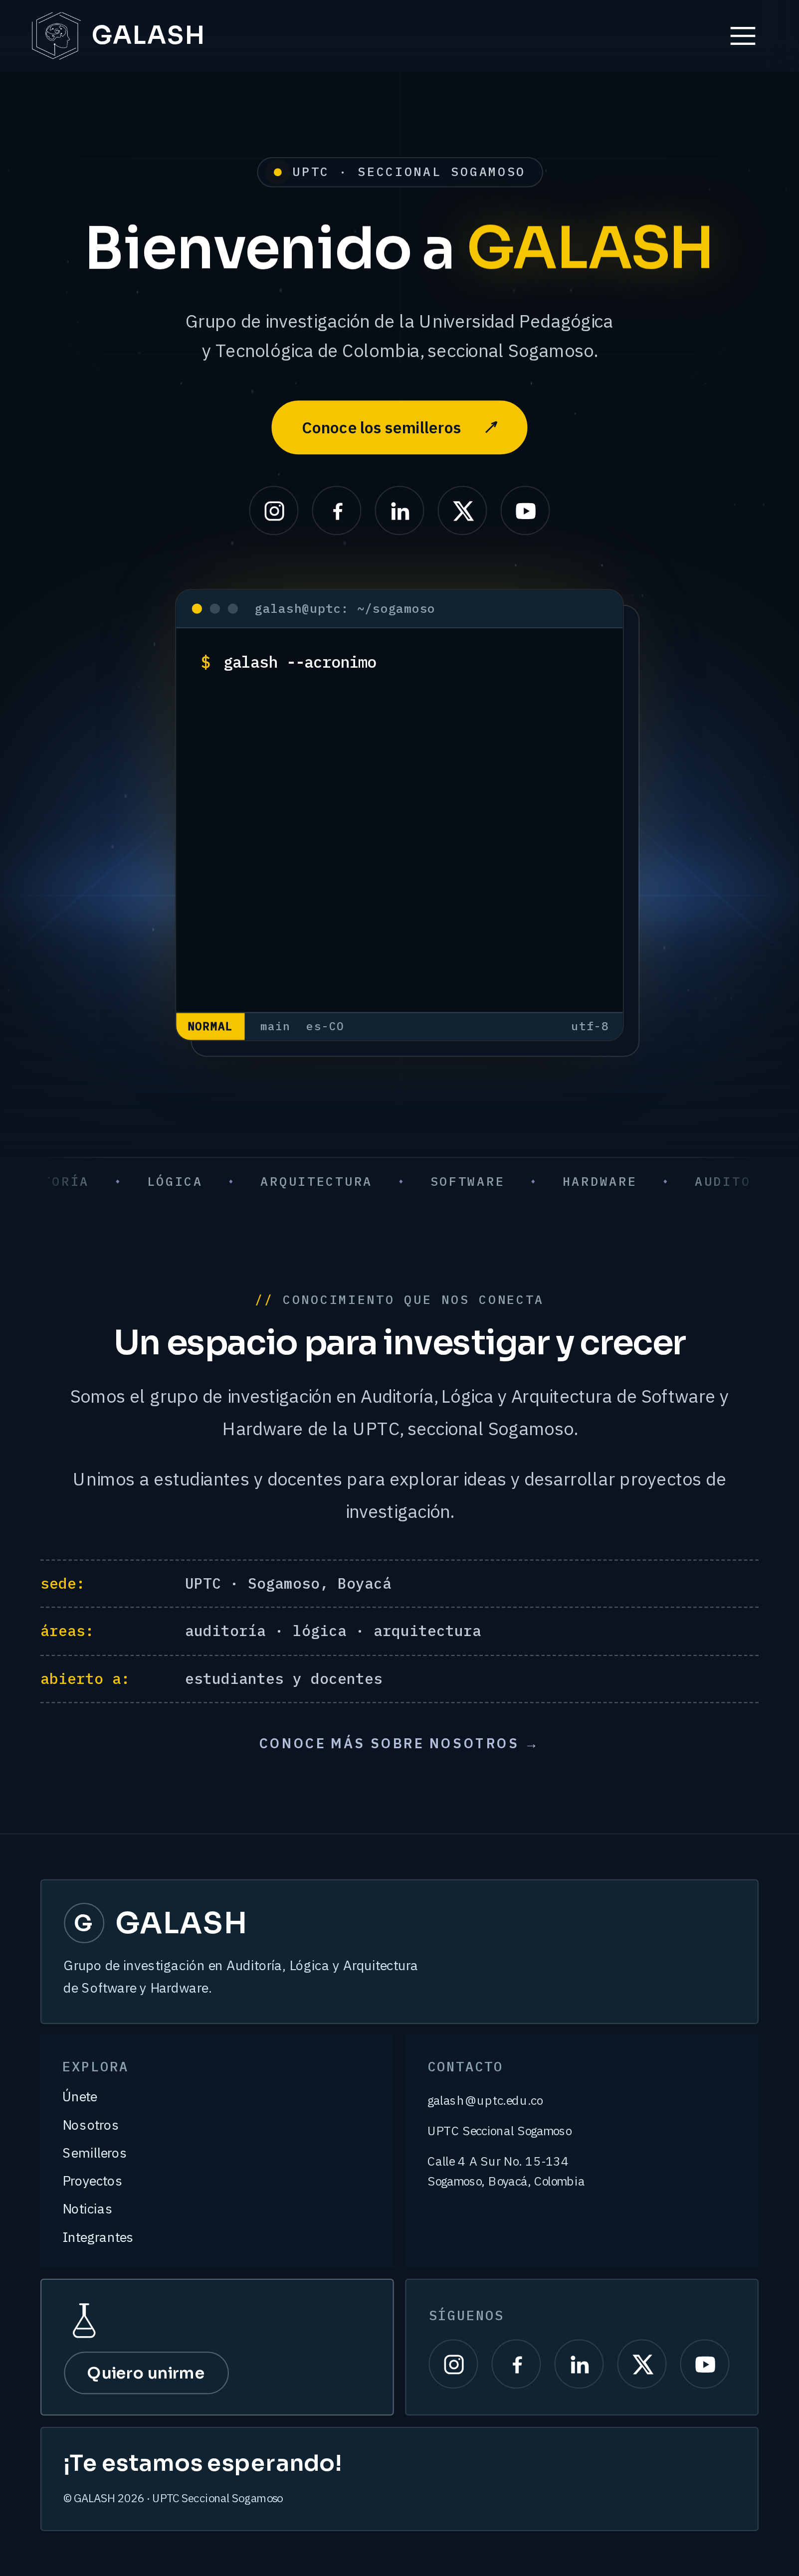 GALASH
UPTC · SECCIONAL SOGAMOSO
Bienvenido a GALASH
Grupo de investigación de la Universidad Pedagógica
y Tecnológica de Colombia, seccional Sogamoso.
Conoce los semilleros
galash@uptc: ~/sogamoso
$ galash --acronimo
NORMAL main es-CO utf-8
TORÍA • LÓGICA • ARQUITECTURA • SOFTWARE • HARDWARE • AUDITO
// CONOCIMIENTO QUE NOS CONECTA
Un espacio para investigar y crecer
Somos el grupo de investigación en Auditoría, Lógica y Arquitectura de Software y
Hardware de la UPTC, seccional Sogamoso.
Unimos a estudiantes y docentes para explorar ideas y desarrollar proyectos de
investigación.
sede: UPTC · Sogamoso, Boyacá
áreas: auditoría · lógica · arquitectura
abierto a: estudiantes y docentes
CONOCE MÁS SOBRE NOSOTROS →
G GALASH
Grupo de investigación en Auditoría, Lógica y Arquitectura
de Software y Hardware.
EXPLORA
Únete
Nosotros
Semilleros
Proyectos
Noticias
Integrantes
CONTACTO
galash@uptc.edu.co
UPTC Seccional Sogamoso
Calle 4 A Sur No. 15-134
Sogamoso, Boyacá, Colombia
Quiero unirme
SÍGUENOS
¡Te estamos esperando!
© GALASH 2026 · UPTC Seccional Sogamoso